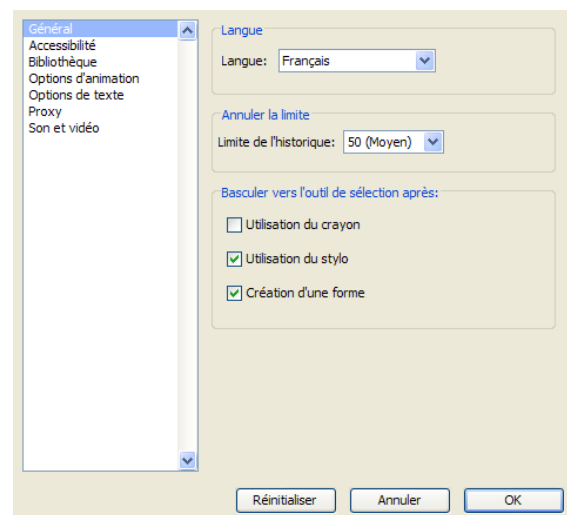 Général
Accessibilité
Bibliothèque
Options d'animation
Options de texte
Proxy
Son et vidéo
Langue
Langue: Français
Annuler la limite
Limite de l'historique: 50 (Moyen)
Basculer vers l'outil de sélection après:
Utilisation du crayon
Utilisation du stylo
Création d'une forme
Réinitialiser Annuler OK